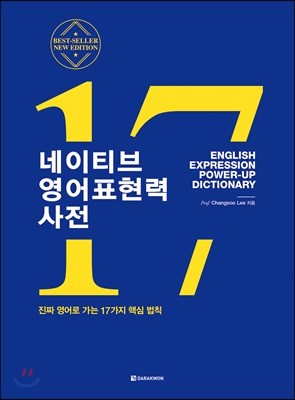 BEST-SELLER
NEW EDITION
17
네이티브
영어표현력
사전
ENGLISH
EXPRESSION
POWER-UP
DICTIONARY
Prof. Changsoo Lee 지음
진짜 영어로 가는 17가지 핵심 법칙
DARAKWON
yes24